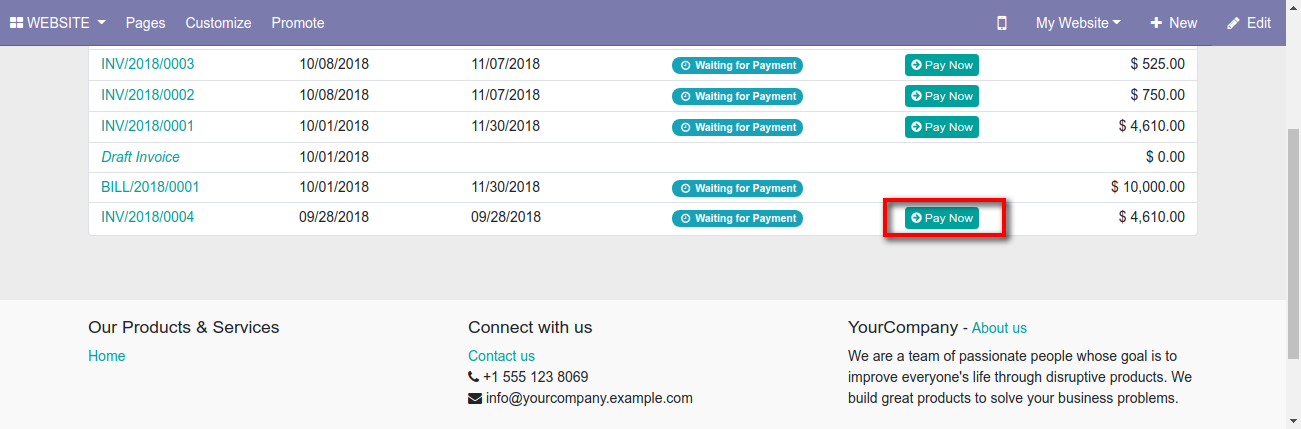 WEBSITE Pages Customize Promote My Website New Edit
INV/2018/0003 10/08/2018 11/07/2018 Waiting for Payment Pay Now $ 525.00
INV/2018/0002 10/08/2018 11/07/2018 Waiting for Payment Pay Now $ 750.00
INV/2018/0001 10/01/2018 11/30/2018 Waiting for Payment Pay Now $ 4,610.00
Draft Invoice 10/01/2018 $ 0.00
BILL/2018/0001 10/01/2018 11/30/2018 Waiting for Payment $ 10,000.00
INV/2018/0004 09/28/2018 09/28/2018 Waiting for Payment Pay Now $ 4,610.00
Our Products & Services
Home
Connect with us
Contact us
+1 555 123 8069
info@yourcompany.example.com
YourCompany - About us
We are a team of passionate people whose goal is to
improve everyone's life through disruptive products. We
build great products to solve your business problems.